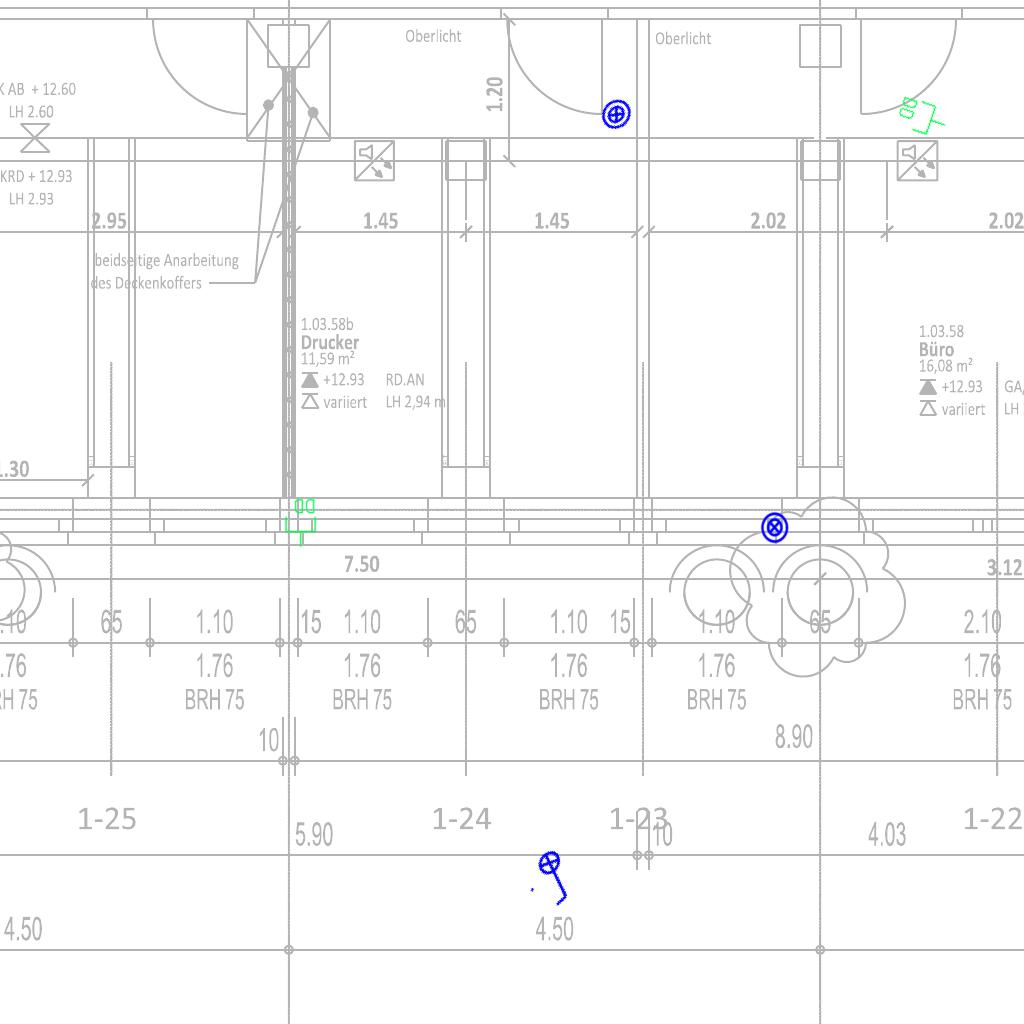 Oberlicht
Oberlicht
1.20
K AB + 12.60
LH 2.60
KRD + 12.93
LH 2.93
2.95
1.45
1.45
2.02
2.02
beidseitige Anarbeitung
des Deckenkoffers
1.03.58b
Drucker
11,59 m²
+12.93 RD.AN
variiert LH 2,94 m
1.03.58
Büro
16,08 m²
+12.93 GA,
variiert LH
1.30
7.50
3.12
.10
65
1.10
15
1.10
65
1.10
15
1.10
65
2.10
.76
1.76
1.76
1.76
1.76
1.76
RH 75
BRH 75
BRH 75
BRH 75
BRH 75
BRH 75
10
8.90
1-25
1-24
1-23
1-22
5.90
10
4.03
4.50
4.50